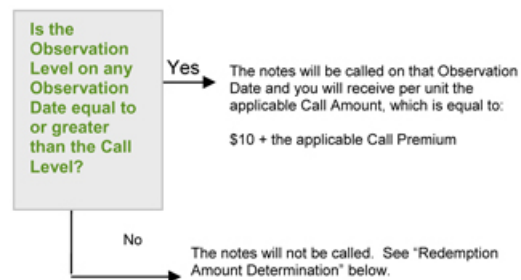 Is the
Observation
Level on any
Observation
Date equal to
or greater
than the Call
Level?
Yes
The notes will be called on that Observation
Date and you will receive per unit the
applicable Call Amount, which is equal to:
$10 + the applicable Call Premium
No
The notes will not be called.  See “Redemption
Amount Determination” below.